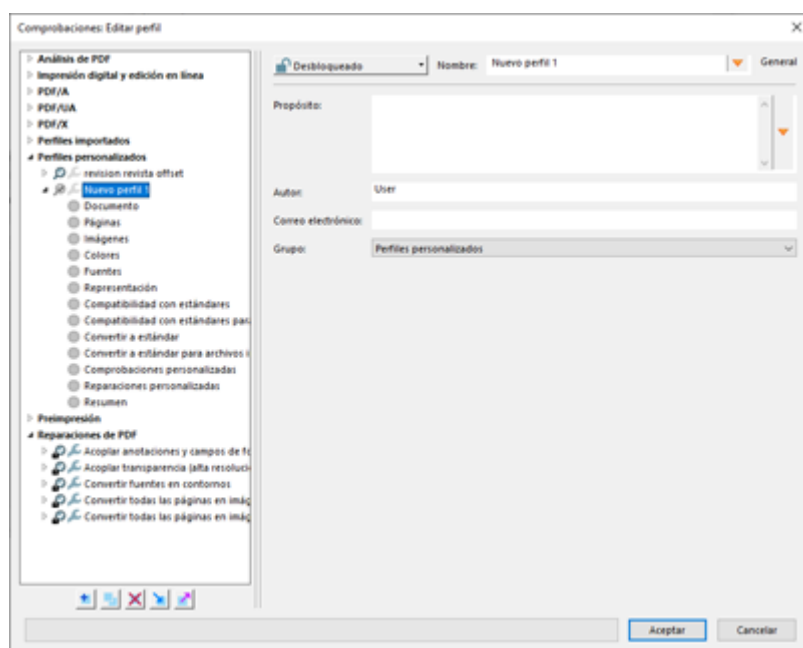 Comprobaciones: Editar perfil
Análisis de PDF
Impresión digital y edición en línea
PDF/A
PDF/UA
PDF/X
Perfiles importados
Perfiles personalizados
revision revista offset
Nuevo perfil 1
Documento
Páginas
Imágenes
Colores
Fuentes
Representación
Compatibilidad con estándares
Compatibilidad con estándares par
Convertir a estándar
Convertir a estándar para archivos i
Comprobaciones personalizadas
Reparaciones personalizadas
Resumen
Preimpresión
Reparaciones de PDF
Acoplar anotaciones y campos de fo
Acoplar transparencia (alta resoluci
Convertir fuentes en contornos
Convertir todas las páginas en imág
Convertir todas las páginas en imág
Desbloqueado
Nombre: Nuevo perfil 1
General
Propósito:
Autor: User
Correo electrónico:
Grupo: Perfiles personalizados
Aceptar
Cancelar